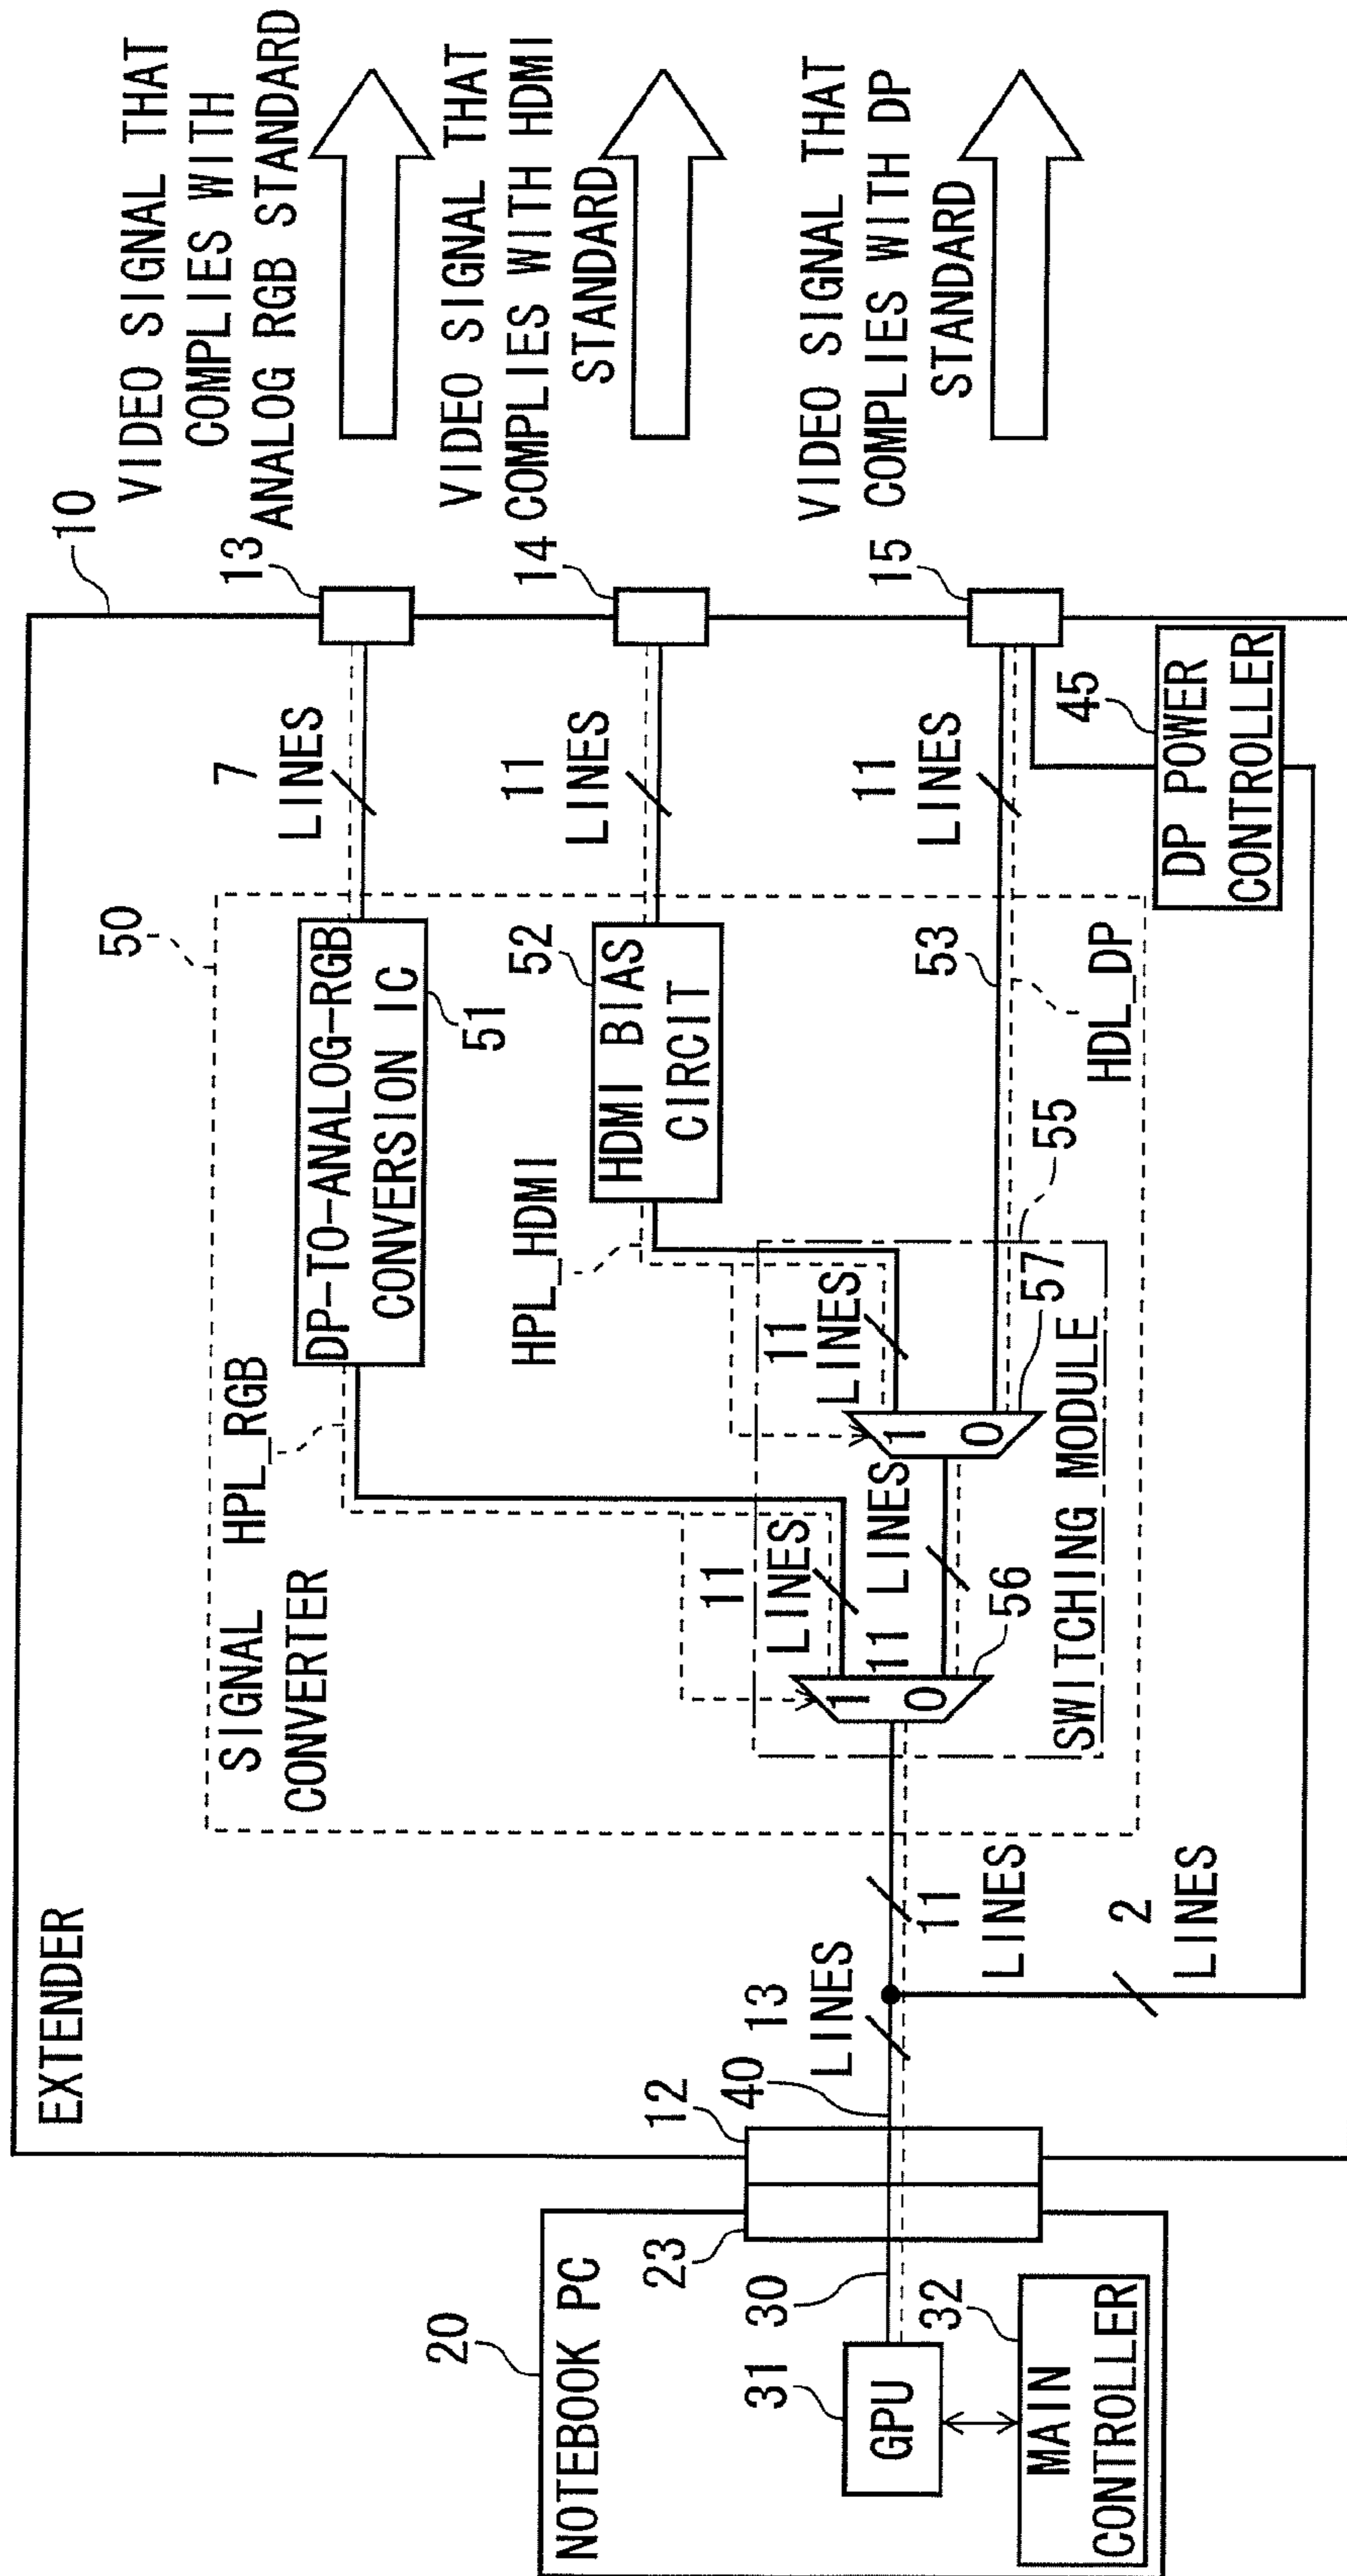 EXTENDER
10
VIDEO SIGNAL THAT
COMPLIES WITH
ANALOG RGB STANDARD
13
50
SIGNAL
CONVERTER
HPL_RGB
DP-TO-ANALOG-RGB
CONVERSION IC
51
7
LINES
VIDEO SIGNAL THAT
COMPLIES WITH HDMI
STANDARD
14
HPL_HDMI
HDMI BIAS
CIRCIT
52
11
LINES
VIDEO SIGNAL THAT
COMPLIES WITH DP
STANDARD
15
53
HDL_DP
11
LINES
11
LINES
11
LINES
11 LINES
1
0
56
1
0
57
SWITCHING MODULE
55
45
DP POWER
CONTROLLER
20
NOTEBOOK PC
23
12
31
GPU
30
40
13
LINES
11
LINES
2
LINES
32
MAIN
CONTROLLER